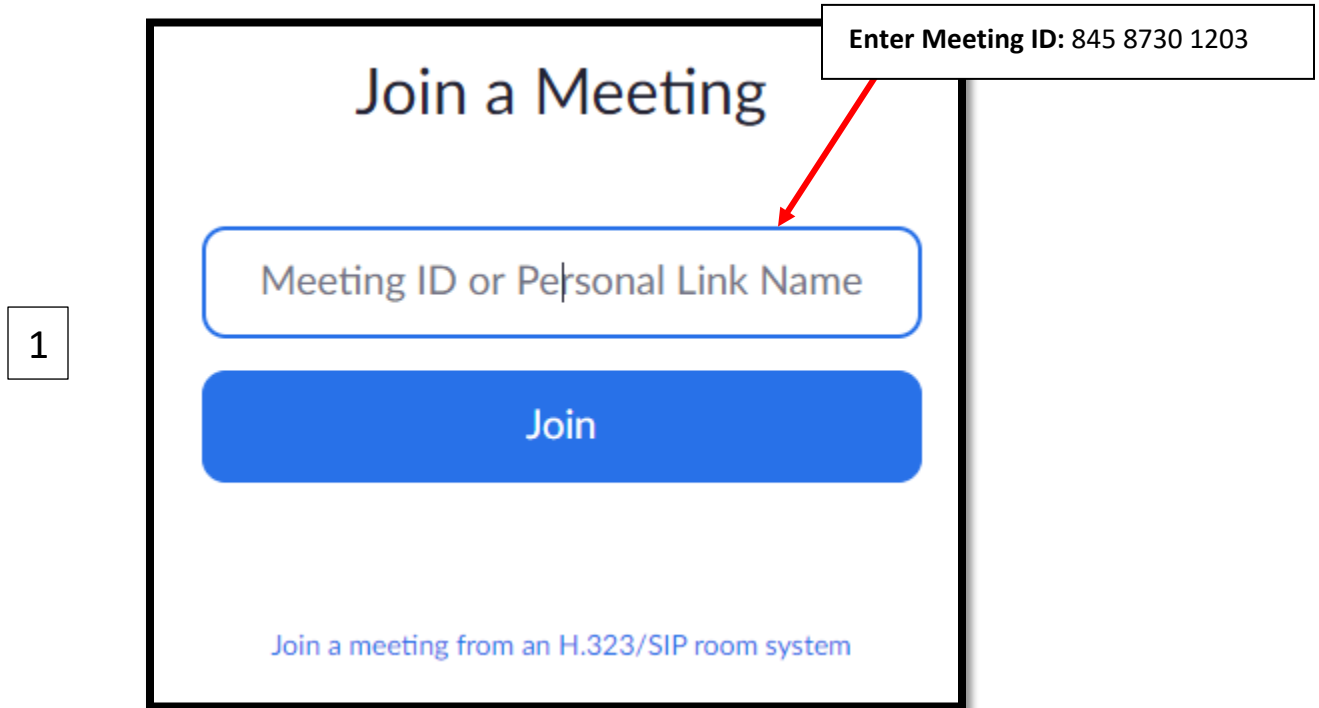 Enter Meeting ID: 845 8730 1203
Join a Meeting
Meeting ID or Personal Link Name
1
Join
Join a meeting from an H.323/SIP room system